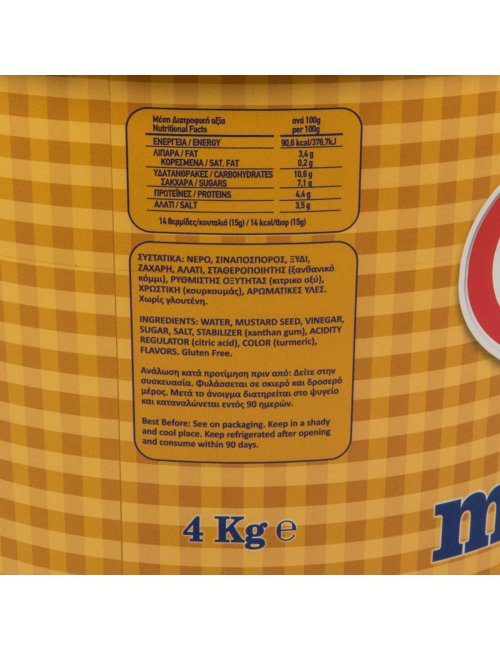 Μέση Διατροφική αξία ανά 100g
Nutritional Facts per 100g
ΕΝΕΡΓΕΙΑ / ENERGY 90,6 kcal/378,7kJ
ΛΙΠΑΡΑ / FAT 3,4 g
ΚΟΡΕΣΜΕΝΑ / SAT. FAT 0,2 g
ΥΔΑΤΑΝΘΡΑΚΕΣ / CARBOHYDRATES 10,6 g
ΣΑΚΧΑΡΑ / SUGARS 7,1 g
ΠΡΩΤΕΪΝΕΣ / PROTEINS 4,4 g
ΑΛΑΤΙ / SALT 3,5 g
14 θερμίδες/κουταλιά (15g) / 14 kcal/tbsp (15g)
ΣΥΣΤΑΤΙΚΑ: ΝΕΡΟ, ΣΙΝΑΠΟΣΠΟΡΟΣ, ΞΥΔΙ,
ΖΑΧΑΡΗ, ΑΛΑΤΙ, ΣΤΑΘΕΡΟΠΟΙΗΤΗΣ (ξανθανικό
κόμμι), ΡΥΘΜΙΣΤΗΣ ΟΞΥΤΗΤΑΣ (κιτρικο οξύ),
ΧΡΩΣΤΙΚΗ (κουρκουμάς), ΑΡΩΜΑΤΙΚΕΣ ΥΛΕΣ.
Χωρίς γλουτένη.
INGREDIENTS: WATER, MUSTARD SEED, VINEGAR,
SUGAR, SALT, STABILIZER (xanthan gum), ACIDITY
REGULATOR (citric acid), COLOR (turmeric),
FLAVORS. Gluten Free.
Ανάλωση κατά προτίμηση πριν από: Δείτε στην
συσκευασία. Φυλάσσεται σε σκιερό και δροσερό
μέρος. Μετά το άνοιγμα διατηρείται στο ψυγείο
και καταναλώνεται εντός 90 ημερών.
Best Before: See on packaging. Keep in a shady
and cool place. Keep refrigerated after opening
and consume within 90 days.
4 Kg ℮